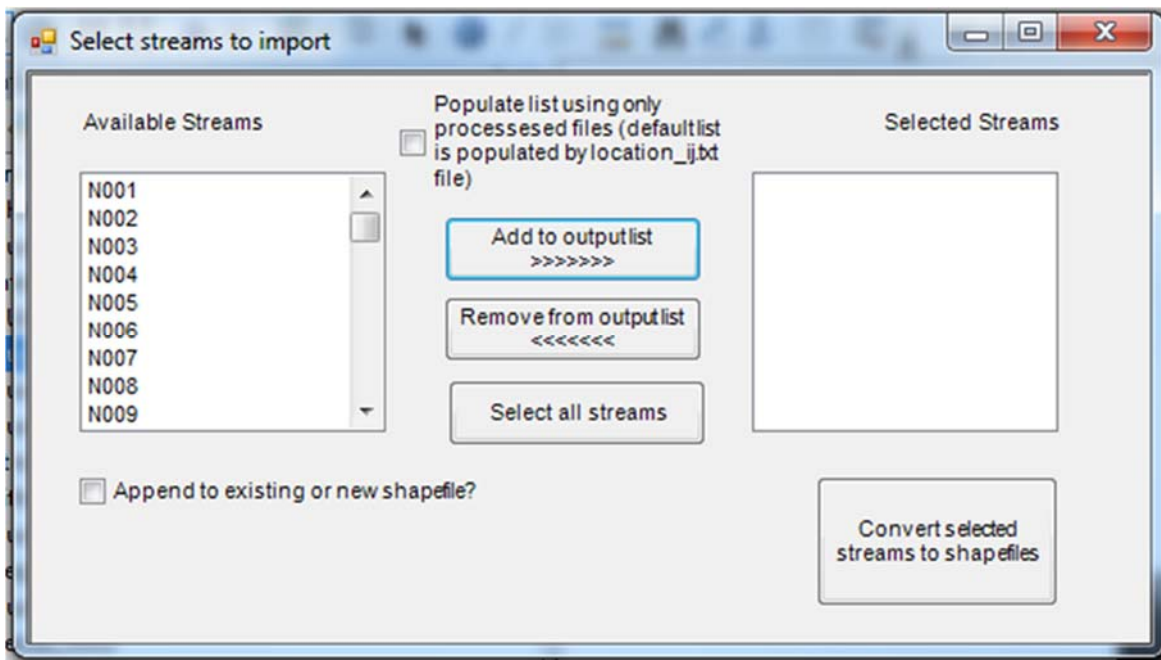 Select streams to import
Available Streams
Populate list using only
processesed files (default list
is populated by location_ij.txt
file)
Selected Streams
N001
N002
N003
N004
N005
N006
N007
N008
N009
Add to output list
>>>>>>>
Remove from output list
<<<<<<<
Select all streams
Append to existing or new shapefile?
Convert selected
streams to shapefiles